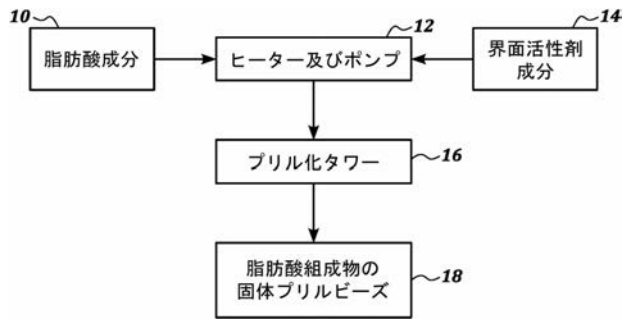 10
脂肪酸成分
12
ヒーター及びポンプ
14
界面活性剤
成分
プリル化タワー
16
脂肪酸組成物の
固体プリルビーズ
18